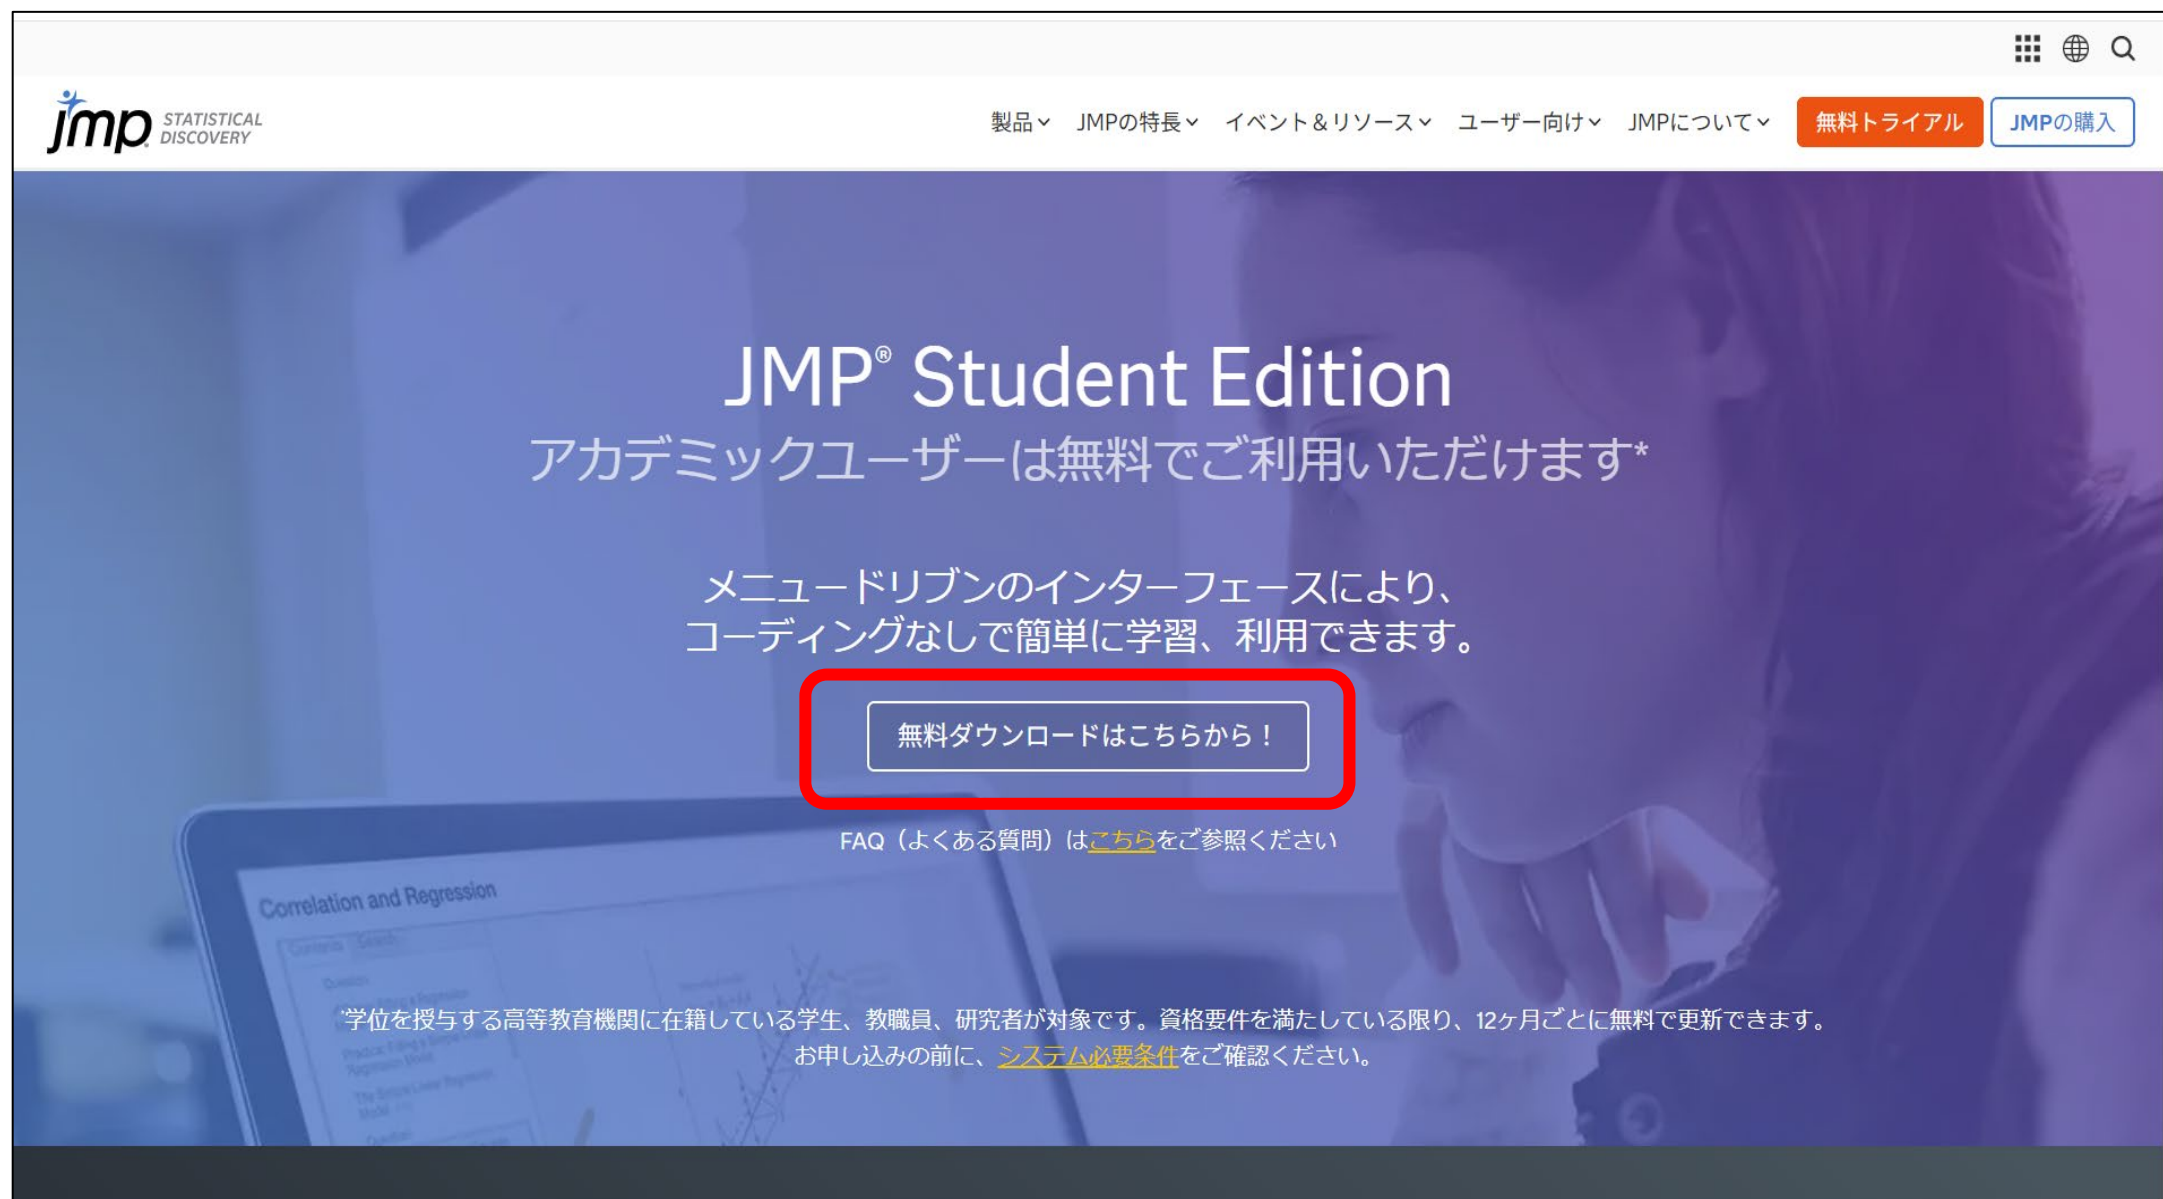 jmp STATISTICAL DISCOVERY
製品 JMPの特長 イベント＆リソース ユーザー向け JMPについて 無料トライアル JMPの購入
JMP® Student Edition
アカデミックユーザーは無料でご利用いただけます*
メニュードリブンのインターフェースにより、
コーディングなしで簡単に学習、利用できます。
無料ダウンロードはこちらから！
FAQ（よくある質問）はこちらをご参照ください
Correlation and Regression
*学位を授与する高等教育機関に在籍している学生、教職員、研究者が対象です。資格要件を満たしている限り、12ヶ月ごとに無料で更新できます。
お申し込みの前に、システム必要条件をご確認ください。